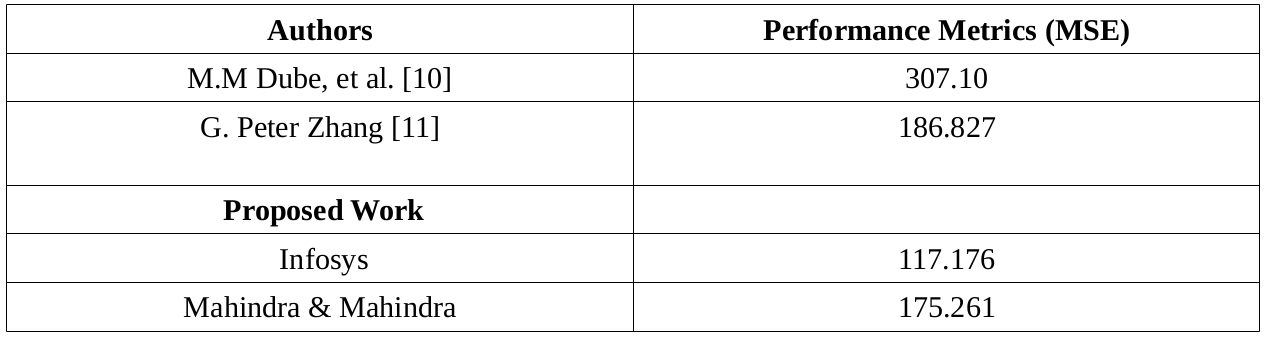 Authors Performance Metrics (MSE)
M.M Dube, et al. [10] 307.10
G. Peter Zhang [11] 186.827
Proposed Work
Infosys 117.176
Mahindra & Mahindra 175.261